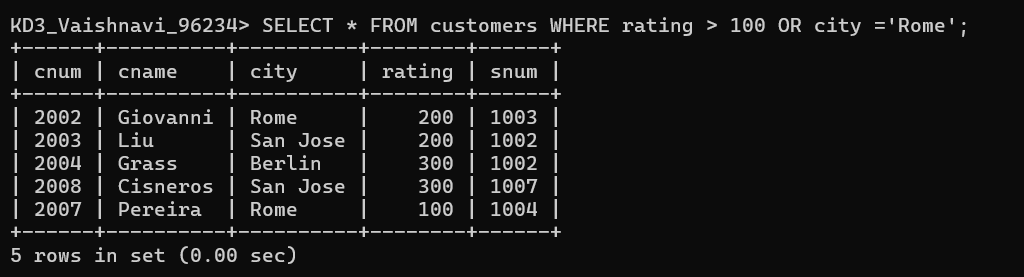 KD3_Vaishnavi_96234> SELECT * FROM customers WHERE rating > 100 OR city ='Rome';
+------+----------+----------+--------+------+
| cnum | cname    | city     | rating | snum |
+------+----------+----------+--------+------+
| 2002 | Giovanni | Rome     |    200 | 1003 |
| 2003 | Liu      | San Jose |    200 | 1002 |
| 2004 | Grass    | Berlin   |    300 | 1002 |
| 2008 | Cisneros | San Jose |    300 | 1007 |
| 2007 | Pereira  | Rome     |    100 | 1004 |
+------+----------+----------+--------+------+
5 rows in set (0.00 sec)